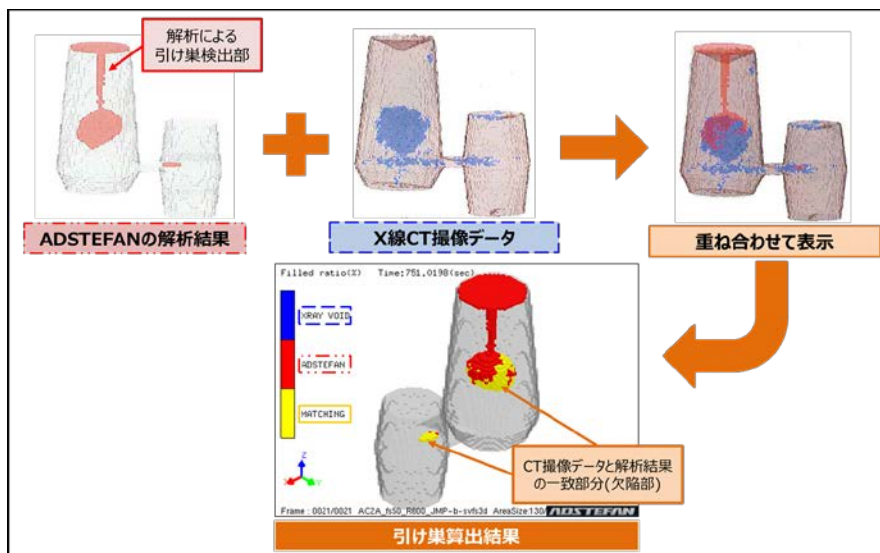 解析による
引け巣検出部
ADSTEFANの解析結果
X線CT撮像データ
重ね合わせて表示
Filled ratio(%) Time:751.0198(sec)
XRAY VOID
ADSTEFAN
MATCHING
Z
X
Y
CT撮像データと解析結果
の一致部分(欠陥部)
Frame : 0021/0021 AC2A_fs50_R800_JMP-b-svfs3d AreaSize:130/
ADSTEFAN
引け巣算出結果